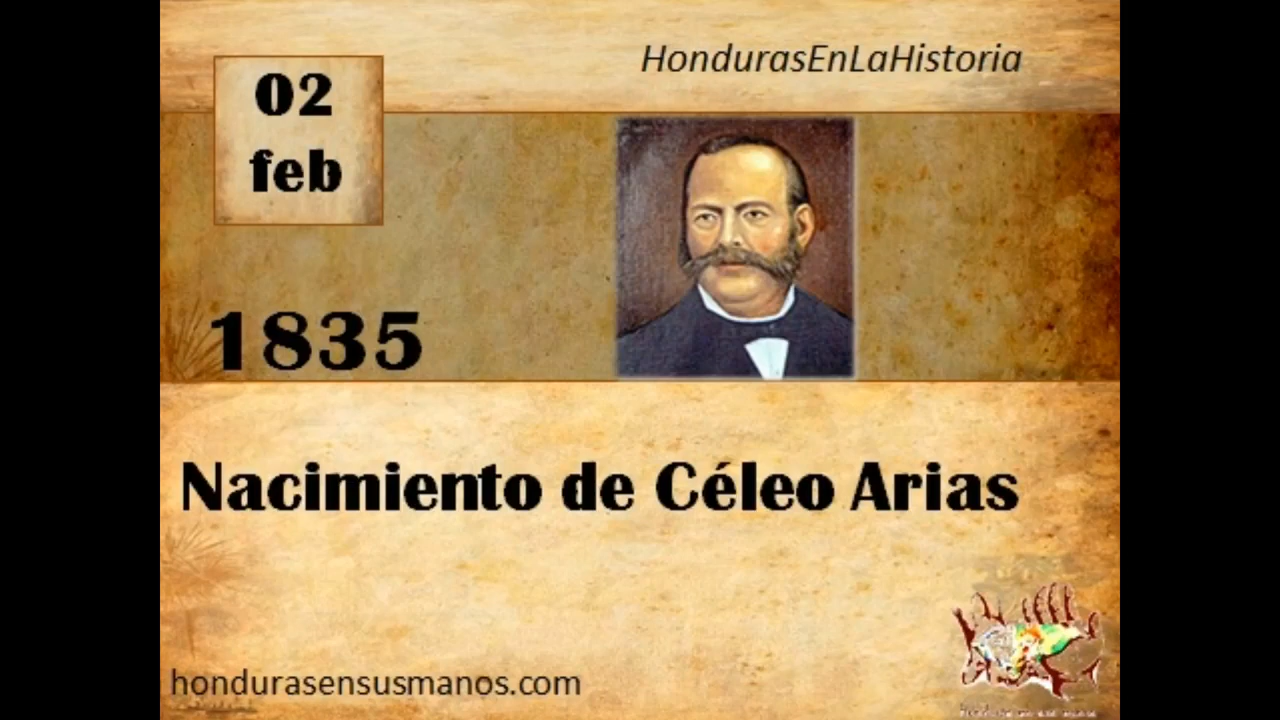 HondurasEnLaHistoria
02
feb
1835
Nacimiento de Céleo Arias
hondurasensusmanos.com